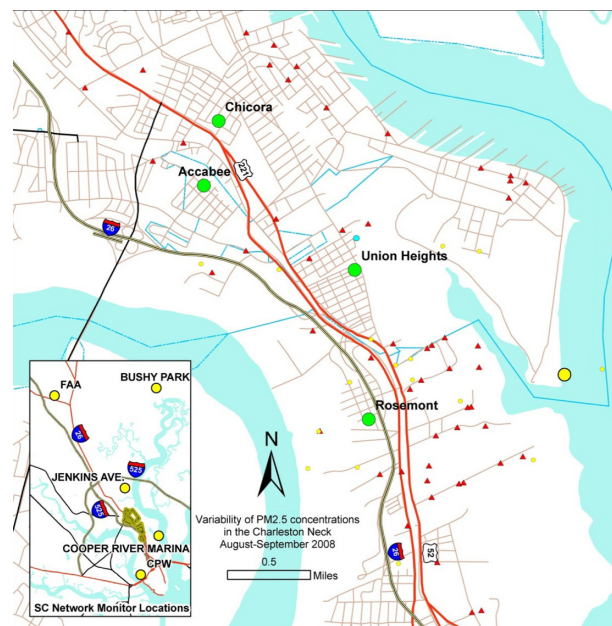 Chicora
221
Accabee
26
Union Heights
Rosemont
N
Variability of PM2.5 concentrations
in the Charleston Neck
August-September 2008
0.5
Miles
26
52
FAA
BUSHY PARK
26
525
JENKINS AVE.
526
COOPER RIVER MARINA
CPW
SC Network Monitor Locations